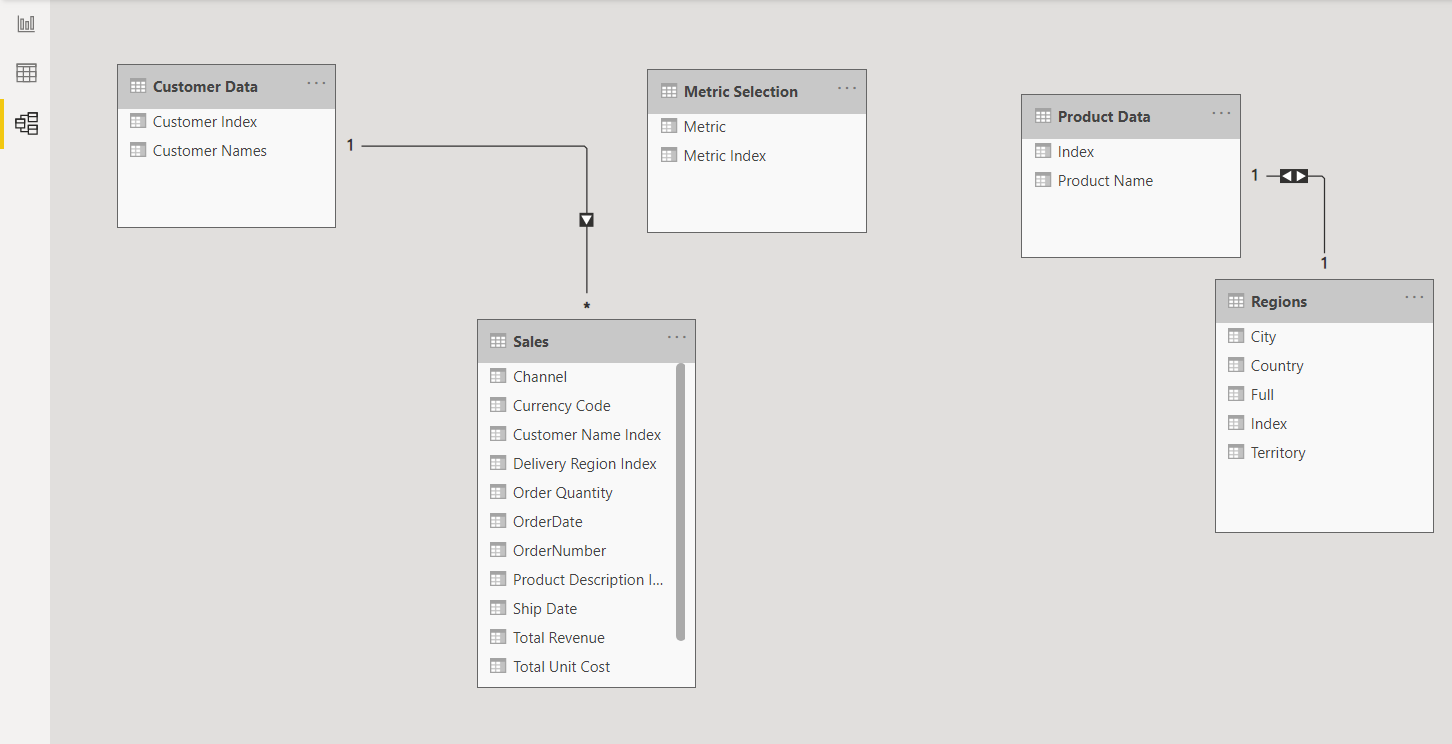 Customer Data
Customer Index
Customer Names
1
*
Metric Selection
Metric
Metric Index
Product Data
Index
Product Name
1
1
Regions
City
Country
Full
Index
Territory
Sales
Channel
Currency Code
Customer Name Index
Delivery Region Index
Order Quantity
OrderDate
OrderNumber
Product Description I...
Ship Date
Total Revenue
Total Unit Cost